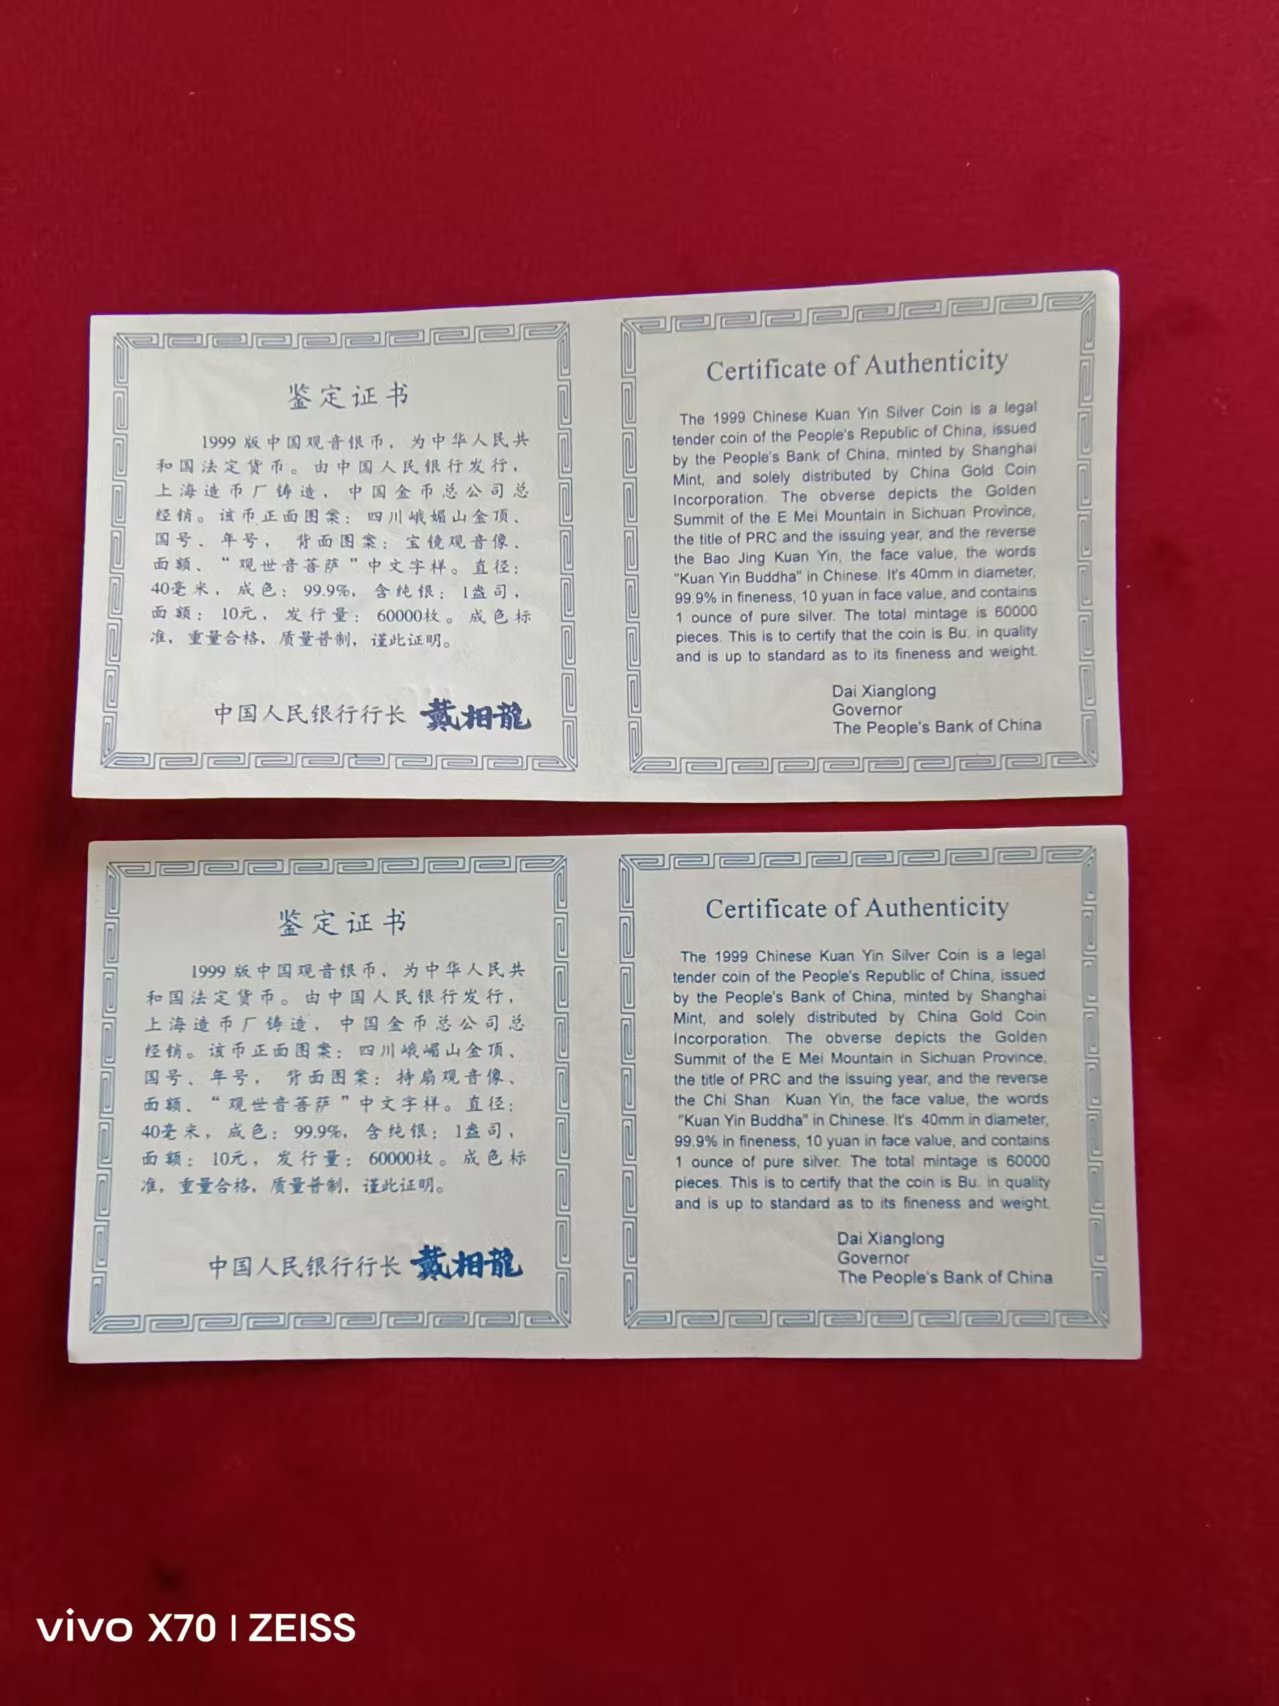 鉴定证书
1999 版中国观音银币，为中华人民共
和国法定货币。由中国人民银行发行，
上海造币厂铸造，中国金币总公司总
经销。该币正面图案：四川峨媚山金顶、
国号、年号， 背面图案：宝镜观音像、
面额、“观世音菩萨”中文字样。直径：
40毫米，成色：99.9%，含纯银：1盎司，
面额：10元，发行量：60000枚。成色标
准，重量合格，质量普制，谨此证明。
中国人民银行行长 戴相龍
Certificate of Authenticity
The 1999 Chinese Kuan Yin Silver Coin is a legal
tender coin of the People's Republic of China, issued
by the People's Bank of China, minted by Shanghai
Mint, and solely distributed by China Gold Coin
Incorporation. The obverse depicts the Golden
Summit of the E Mei Mountain in Sichuan Province,
the title of PRC and the issuing year, and the reverse
the Bao Jing Kuan Yin, the face value, the words
"Kuan Yin Buddha" in Chinese. It's 40mm in diameter,
99.9% in fineness, 10 yuan in face value, and contains
1 ounce of pure silver. The total mintage is 60000
pieces. This is to certify that the coin is Bu. in quality
and is up to standard as to its fineness and weight.
Dai Xianglong
Governor
The People's Bank of China
鉴定证书
1999 版中国观音银币，为中华人民共
和国法定货币。由中国人民银行发行，
上海造币厂铸造，中国金币总公司总
经销。该币正面图案：四川峨嵋山金顶、
国号、年号， 背面图案：持扇观音像、
面额、“观世音菩萨”中文字样。直径：
40毫米，成色：99.9%，含纯银：1盎司，
面额：10元，发行量：60000枚。成色标
准，重量合格，质量普制，谨此证明。
中国人民银行行长 戴相龍
Certificate of Authenticity
The 1999 Chinese Kuan Yin Silver Coin is a legal
tender coin of the People's Republic of China, issued
by the People's Bank of China, minted by Shanghai
Mint, and solely distributed by China Gold Coin
Incorporation. The obverse depicts the Golden
Summit of the E Mei Mountain in Sichuan Province,
the title of PRC and the issuing year, and the reverse
the Chi Shan Kuan Yin, the face value, the words
"Kuan Yin Buddha" in Chinese. It's 40mm in diameter,
99.9% in fineness, 10 yuan in face value, and contains
1 ounce of pure silver. The total mintage is 60000
pieces. This is to certify that the coin is Bu. in quality
and is up to standard as to its fineness and weight.
Dai Xianglong
Governor
The People's Bank of China
vivo X70 | ZEISS